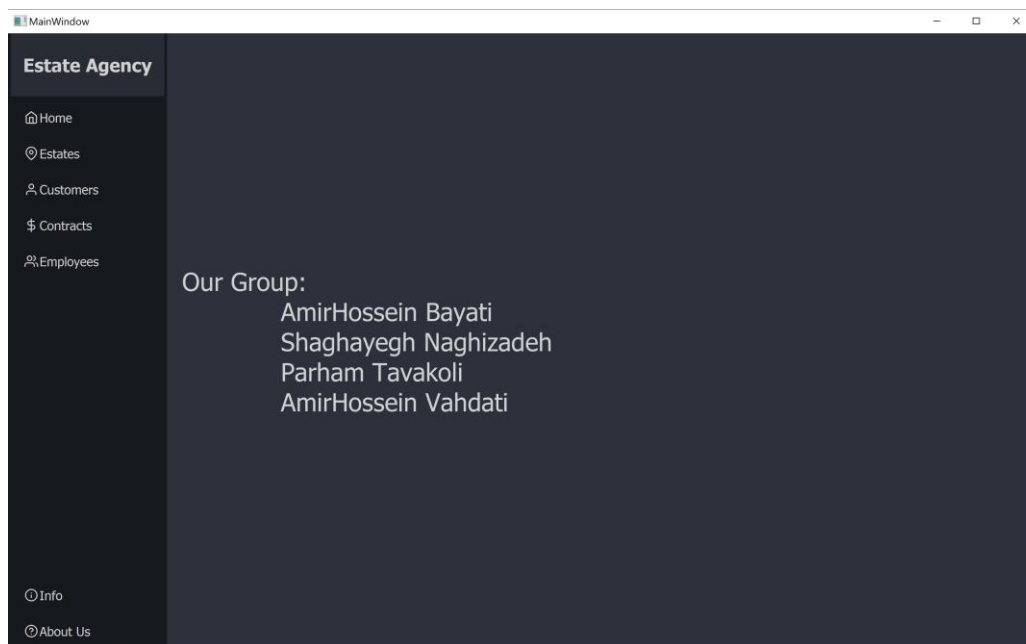 MainWindow
Estate Agency
Home
Estates
Customers
$ Contracts
Employees
Our Group:
AmirHossein Bayati
Shaghayegh Naghizadeh
Parham Tavakoli
AmirHossein Vahdati
Info
About Us